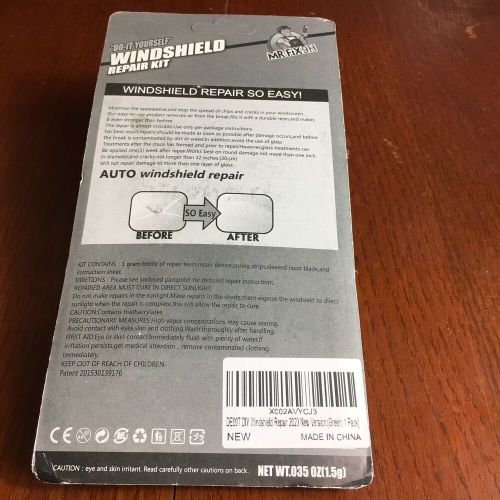 "DO-IT-YOURSELF"
WINDSHIELD
REPAIR KIT
MR.FIX 9H
WINDSHIELD REPAIR SO EASY!
Minimize the appearance,and stop the spread of chips and cracks in your windscreen.
Our easy-to-use product removes air from the break,fills it with a durable resin,and makes
it even stronger than before.
The repair is almost invisible.Use only per package instructions.
For best result repairs should be made as soon as possible after damage occurs,and before
the break is contaminated by dirt or water.In addition,avoid the use of glass
Treatments after the crack has formed and prior to repair.However,glass treatments can
Be applied one(1) week after repair.Works best on round damage not more than one inch.
In diameter(and cracks not longer than 12 inches.(30.cm)
Will not repair damage to more than one layer of glass.
AUTO windshield repair
SO Easy
BEFORE
AFTER
KIT CONTAINS : 1 gram bottle of repair resin,repair device,curing strips,sleeved razor blade,and
instruction sheet.
DIRETIONS : Please see enclosed pamphlet for detailed repair instructions.
REPAIRED AREA MUST CURE IN DIRECT SUNLIGHT
Do not make repairs in the sunlight.Make repairs in the shade,them expose the windshield to direct
sunlight when the repair is complete,this will allow the repair to cure.
CAUTION:Contains mathacrylates
PRECAUTIONARY MEASURES:High vapor concentrations may cause testing.
Avoid contact with eyes,skin and clothing.Wash thoroughly after handling.
FIRST AID:Eye or skin contact:Immediately flush with plenty of water.If
irrftation persists,get medical attention , remove contaminated clothing
immediately.
KEEP OUT OF REACH OF CHILDREN.
Patent 201530139176
X002AVYCJ3
DE007 DIY Windshield Repair 2023 New Version (Green, 1 Pack)
NEW
MADE IN CHINA
CAUTION : eye and skin irritant. Read carefully other cautions on back.
NET WT.035 OZ(1.5g)